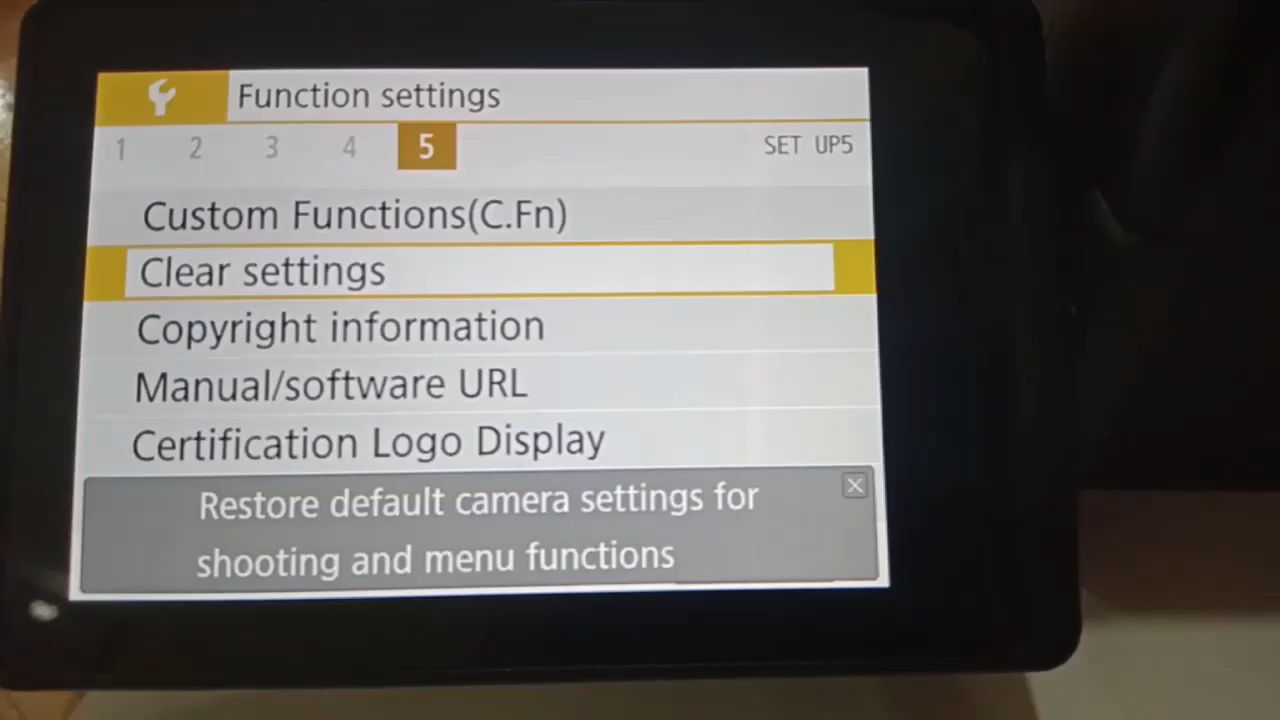 Function settings
1 2 3 4 5 SET UP5
Custom Functions(C.Fn)
Clear settings
Copyright information
Manual/software URL
Certification Logo Display
Restore default camera settings for
shooting and menu functions